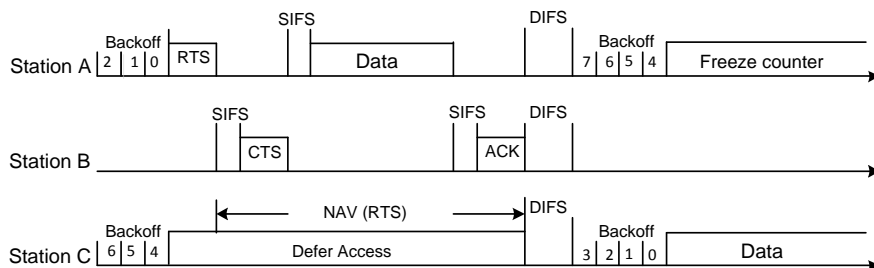 SIFS DIFS
Backoff Backoff
Station A 2 1 0 RTS Data 7 6 5 4 Freeze counter
SIFS SIFS DIFS
Station B CTS ACK
NAV (RTS) DIFS
Backoff Backoff
Station C 6 5 4 Defer Access 3 2 1 0 Data